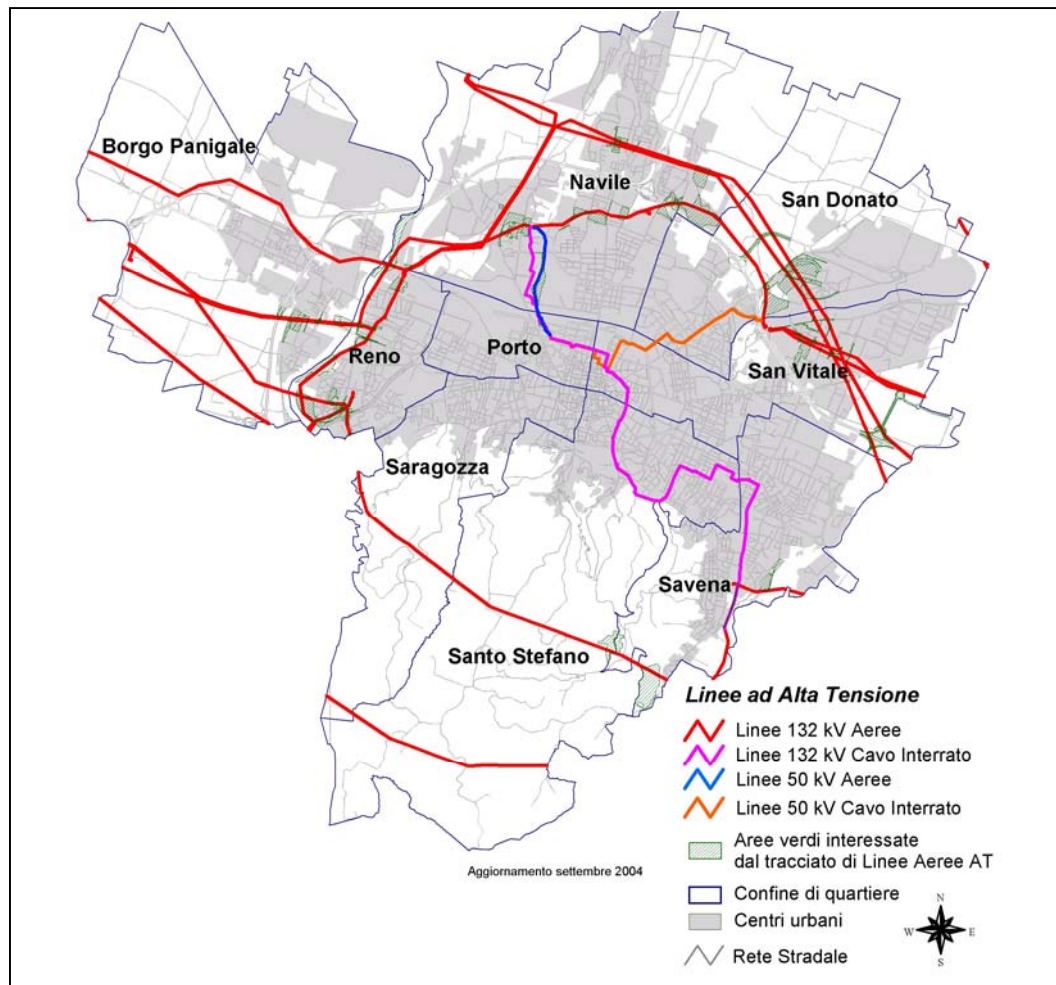 Borgo Panigale
Navile
San Donato
Reno
Porto
San Vitale
Saragozza
Savena
Santo Stefano
Linee ad Alta Tensione
Linee 132 kV Aeree
Linee 132 kV Cavo Interrato
Linee 50 kV Aeree
Linee 50 kV Cavo Interrato
Aree verdi interessate
dal tracciato di Linee Aeree AT
Aggiornamento settembre 2004
Confine di quartiere
Centri urbani
Rete Stradale
N
W
E
S